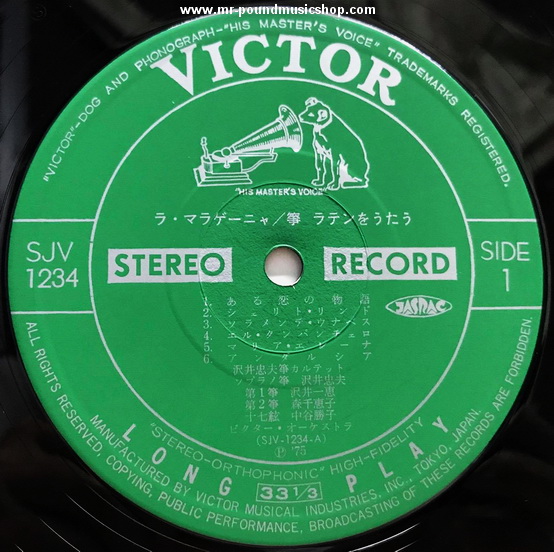 www.mr-poundmusicshop.com
"VICTOR"-DOG AND PHONOGRAPH-"HIS MASTER'S VOICE" TRADEMARKS REGISTERED.
VICTOR
"HIS MASTER'S VOICE"
ラ・マラゲーニャ/箏 ラテンをうたう
SJV
1234
STEREO
RECORD
SIDE
1
JASRAC
1. ある恋の物語
2. シェリト・リンド
3. ソラメンテ・ウナベス
4. エル・クンバンチェロ
5. マリア・エレーナ
6. アンダルシア
沢井忠夫箏カルテット
ソプラノ箏 沢井忠夫
第1箏 沢井一恵
第2箏 森千恵子
十七絃 中谷勝子
ビクター・オーケストラ
(SJV-1234-A)
Ⓟ '75
"STEREO-ORTHOPHONIC" HIGH-FIDELITY
LONG 33 1/3 PLAY
MANUFACTURED BY VICTOR MUSICAL INDUSTRIES, INC., TOKYO, JAPAN
ALL RIGHTS RESERVED, COPYING, PUBLIC PERFORMANCE, BROADCASTING OF THESE RECORDS ARE FORBIDDEN.